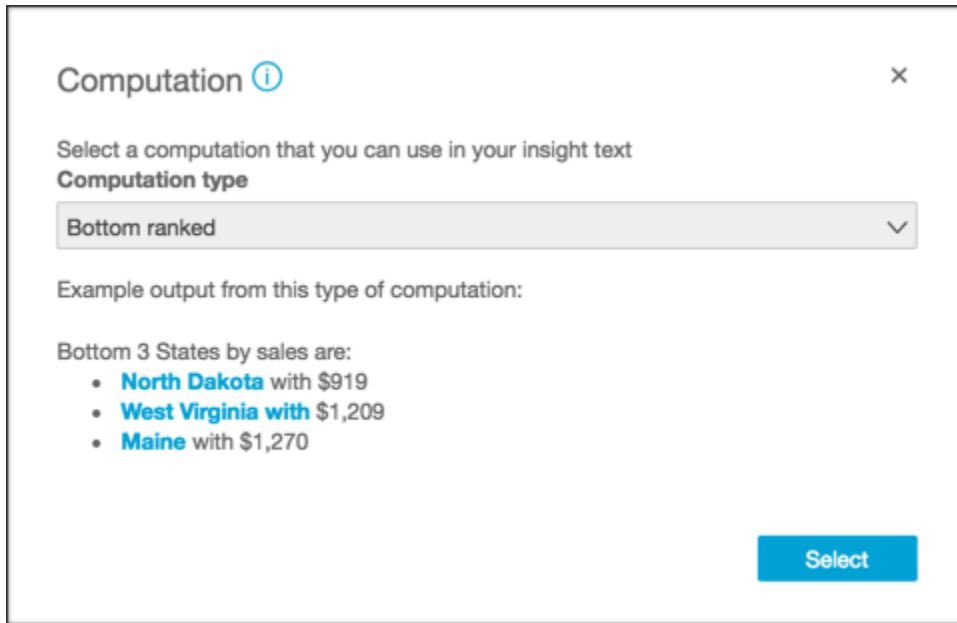 Computation
Select a computation that you can use in your insight text
Computation type
Bottom ranked
Example output from this type of computation:
Bottom 3 States by sales are:
• North Dakota with $919
• West Virginia with $1,209
• Maine with $1,270
Select